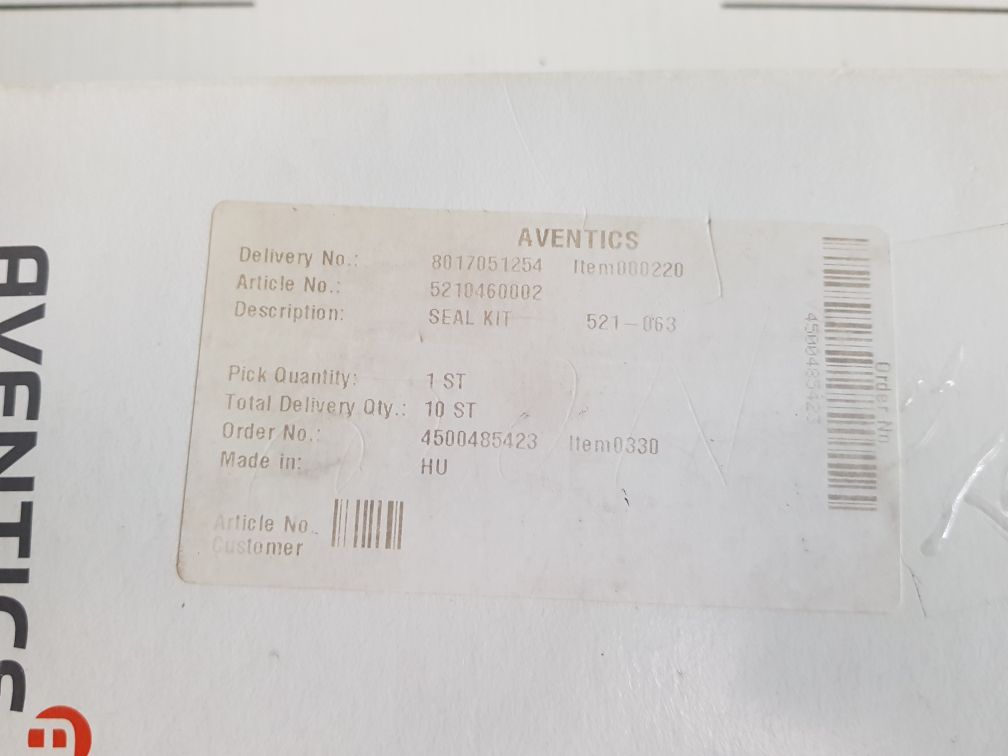 AVENTICS
AVENTICS
Delivery No.: 8017051254 Item000220
Article No.: 5210460002
Description: SEAL KIT 521-063
Pick Quantity: 1 ST
Total Delivery Qty.: 10 ST
Order No.: 4500485423 Item0330
Made in: HU
Article No.
Customer
Order No.
4500485423